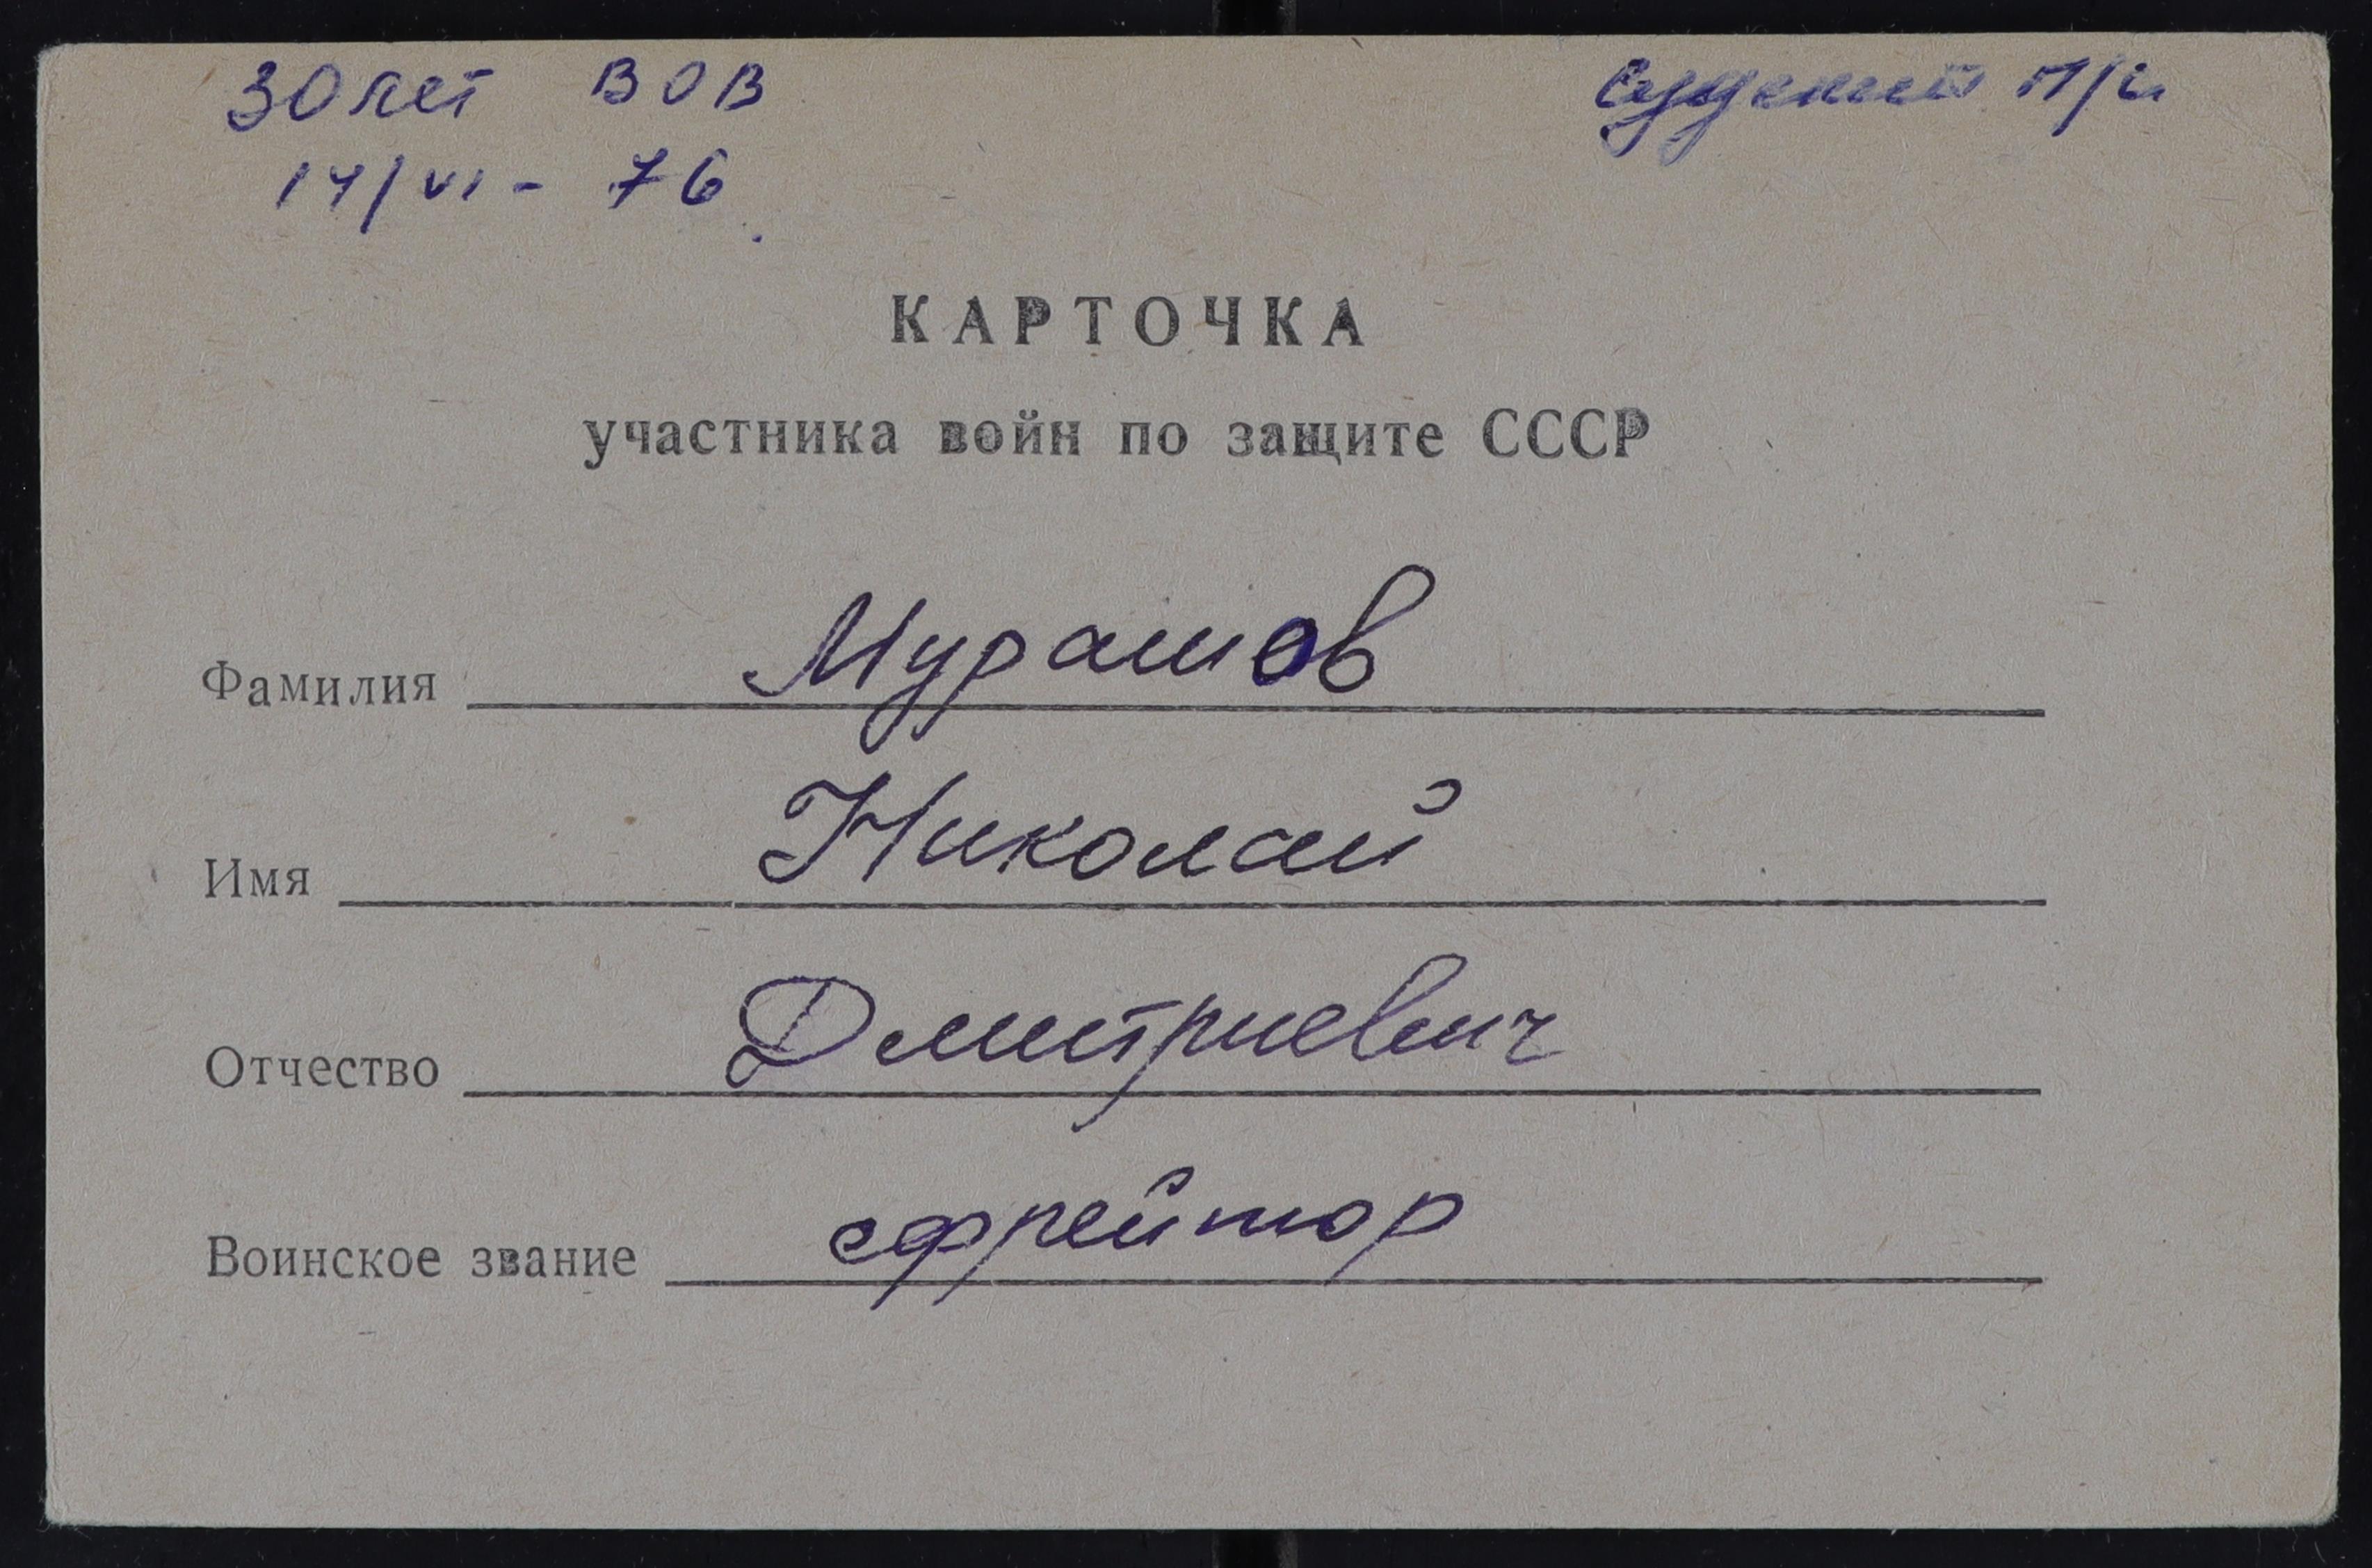 30 лет ВОВ
14/VI - 76
КАРТОЧКА
участника войн по защите СССР
Фамилия Мурашов
Имя Николай
Отчество Дмитриевич
Воинское звание ефрейтор